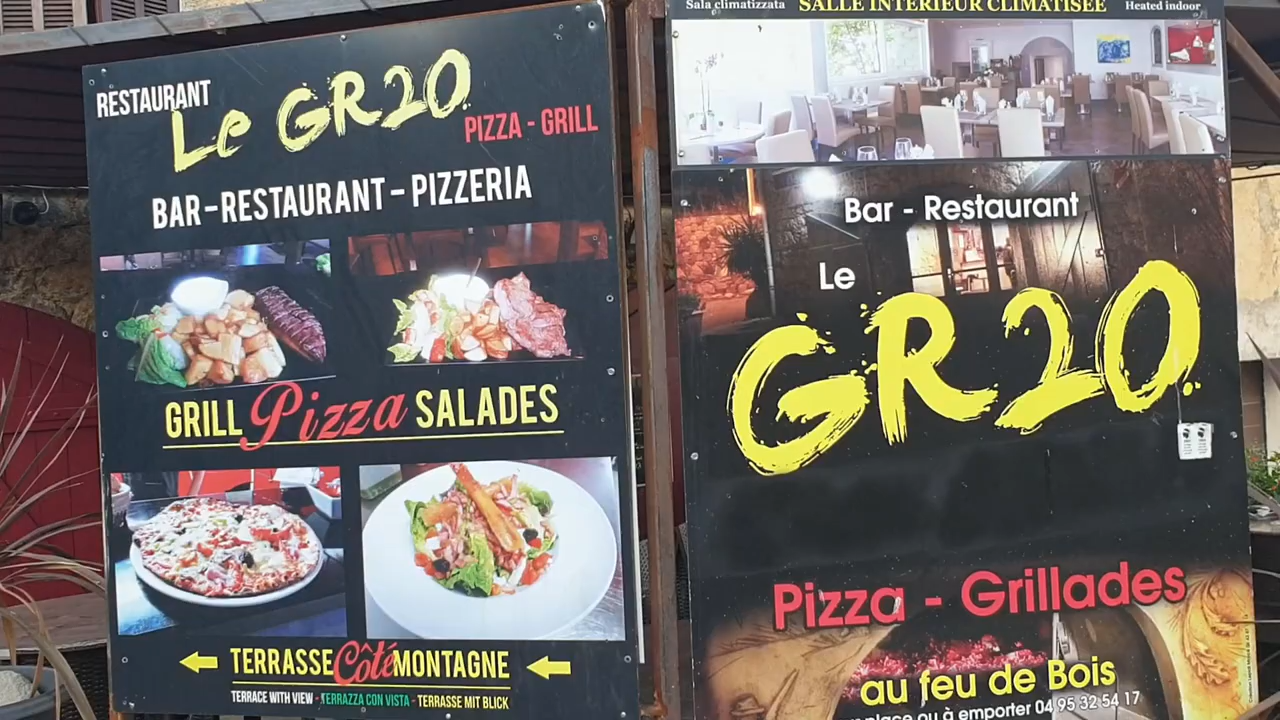 RESTAURANT
Le GR20
PIZZA - GRILL
BAR - RESTAURANT - PIZZERIA
GRILL Pizza SALADES
TERRASSE Côté MONTAGNE
TERRACE WITH VIEW - TERRAZZA CON VISTA - TERRASSE MIT BLICK
Sala climatizzata SALLE INTERIEUR CLIMATISEE Heated indoor
Bar - Restaurant
Le
GR20
Pizza - Grillades
au feu de Bois
place ou à emporter 04 95 32 54 17